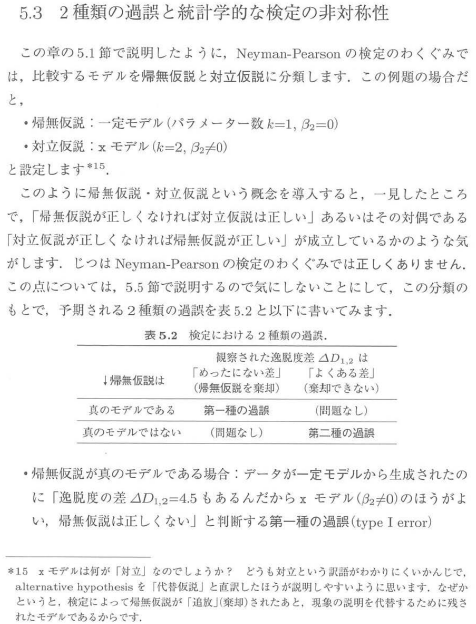 5.3　2種類の過誤と統計学的な検定の非対称性
この章の5.1節で説明したように，Neyman-Pearson の検定のわくぐみで
は，比較するモデルを帰無仮説と対立仮説に分類します．この例題の場合だ
と，
・帰無仮説：一定モデル(パラメーター数 k=1, β₂=0)
・対立仮説：x モデル(k=2, β₂≠0)
と設定します*15．
このように帰無仮説・対立仮説という概念を導入すると，一見したところ
で，「帰無仮説が正しくなければ対立仮説は正しい」あるいはその対偶である
「対立仮説が正しくなければ帰無仮説が正しい」が成立しているかのような気
がします．じつは Neyman-Pearson の検定のわくぐみでは正しくありません．
この点については，5.5節で説明するので気にしないことにして，この分類の
もとで，予期される2種類の過誤を表5.2と以下に書いてみます．
表 5.2　検定における2種類の過誤．
観察された逸脱度差 ΔD₁,₂ は
↓帰無仮説は　「めったにない差」　「よくある差」
(帰無仮説を棄却)　(棄却できない)
真のモデルである　第一種の過誤　(問題なし)
真のモデルではない　(問題なし)　第二種の過誤
・帰無仮説が真のモデルである場合：データが一定モデルから生成されたの
に「逸脱度の差 ΔD₁,₂=4.5もあるんだから x モデル(β₂≠0)のほうがよ
い，帰無仮説は正しくない」と判断する第一種の過誤(type I error)
*15　x モデルは何が「対立」なのでしょうか？　どうも対立という訳語がわかりにくいかんじで，
alternative hypothesis を「代替仮説」と直訳したほうが説明しやすいように思います．なぜか
というと，検定によって帰無仮説が「追放」(棄却)されたあと，現象の説明を代替するために残さ
れたモデルであるからです．